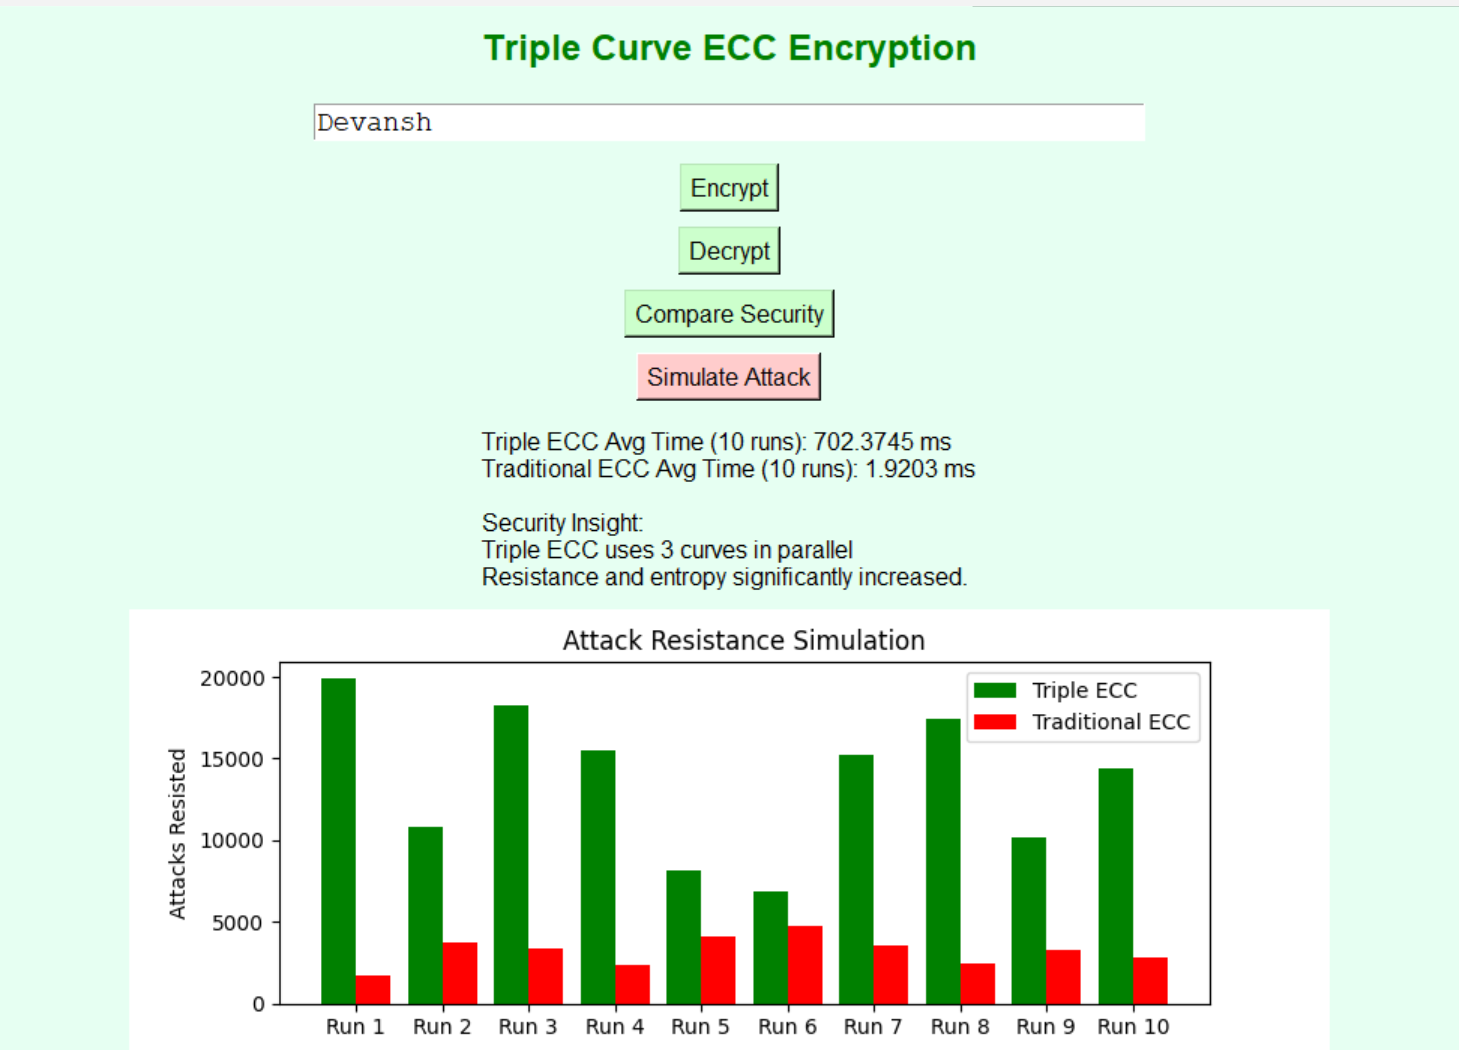 Triple Curve ECC Encryption
Devansh
Encrypt
Decrypt
Compare Security
Simulate Attack
Triple ECC Avg Time (10 runs): 702.3745 ms
Traditional ECC Avg Time (10 runs): 1.9203 ms
Security Insight:
Triple ECC uses 3 curves in parallel
Resistance and entropy significantly increased.
Attack Resistance Simulation
Triple ECC
Traditional ECC
Attacks Resisted
20000
15000
10000
5000
0
Run 1 Run 2 Run 3 Run 4 Run 5 Run 6 Run 7 Run 8 Run 9 Run 10